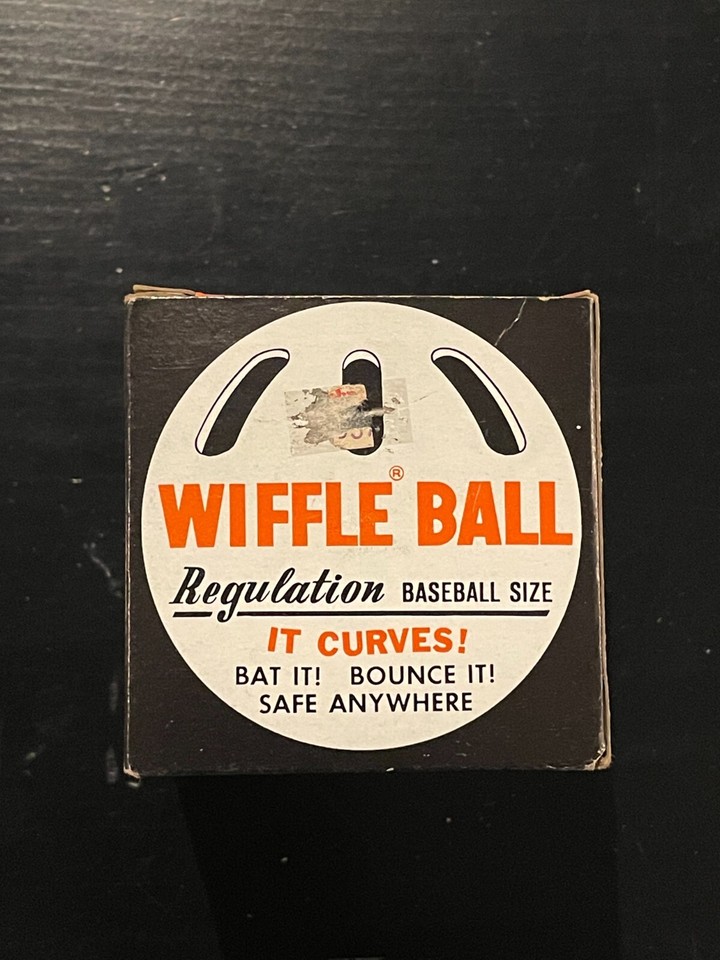 WIFFLE® BALL
Regulation BASEBALL SIZE
IT CURVES!
BAT IT! BOUNCE IT!
SAFE ANYWHERE